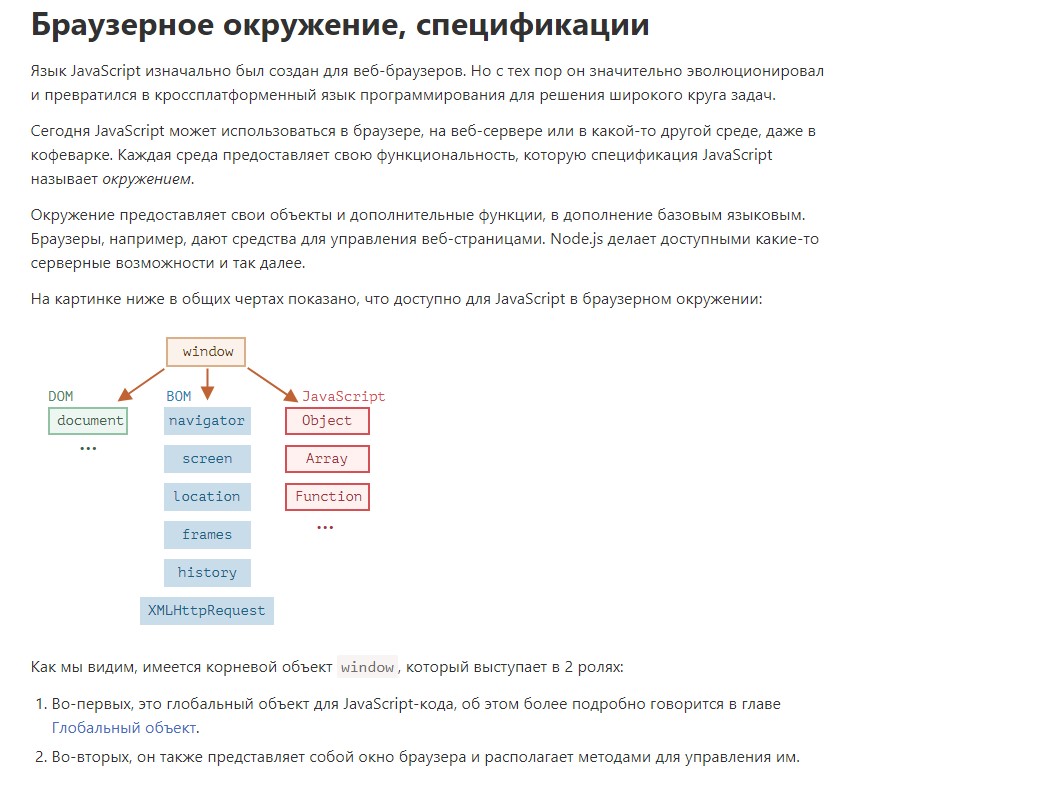 Браузерное окружение, спецификации
Язык JavaScript изначально был создан для веб-браузеров. Но с тех пор он значительно эволюционировал
и превратился в кроссплатформенный язык программирования для решения широкого круга задач.
Сегодня JavaScript может использоваться в браузере, на веб-сервере или в какой-то другой среде, даже в
кофеварке. Каждая среда предоставляет свою функциональность, которую спецификация JavaScript
называет окружением.
Окружение предоставляет свои объекты и дополнительные функции, в дополнение базовым языковым.
Браузеры, например, дают средства для управления веб-страницами. Node.js делает доступными какие-то
серверные возможности и так далее.
На картинке ниже в общих чертах показано, что доступно для JavaScript в браузерном окружении:
window
DOM BOM JavaScript
document navigator Object
... screen Array
location Function
frames ...
history
XMLHttpRequest
Как мы видим, имеется корневой объект window, который выступает в 2 ролях:
1. Во-первых, это глобальный объект для JavaScript-кода, об этом более подробно говорится в главе
Глобальный объект.
2. Во-вторых, он также представляет собой окно браузера и располагает методами для управления им.